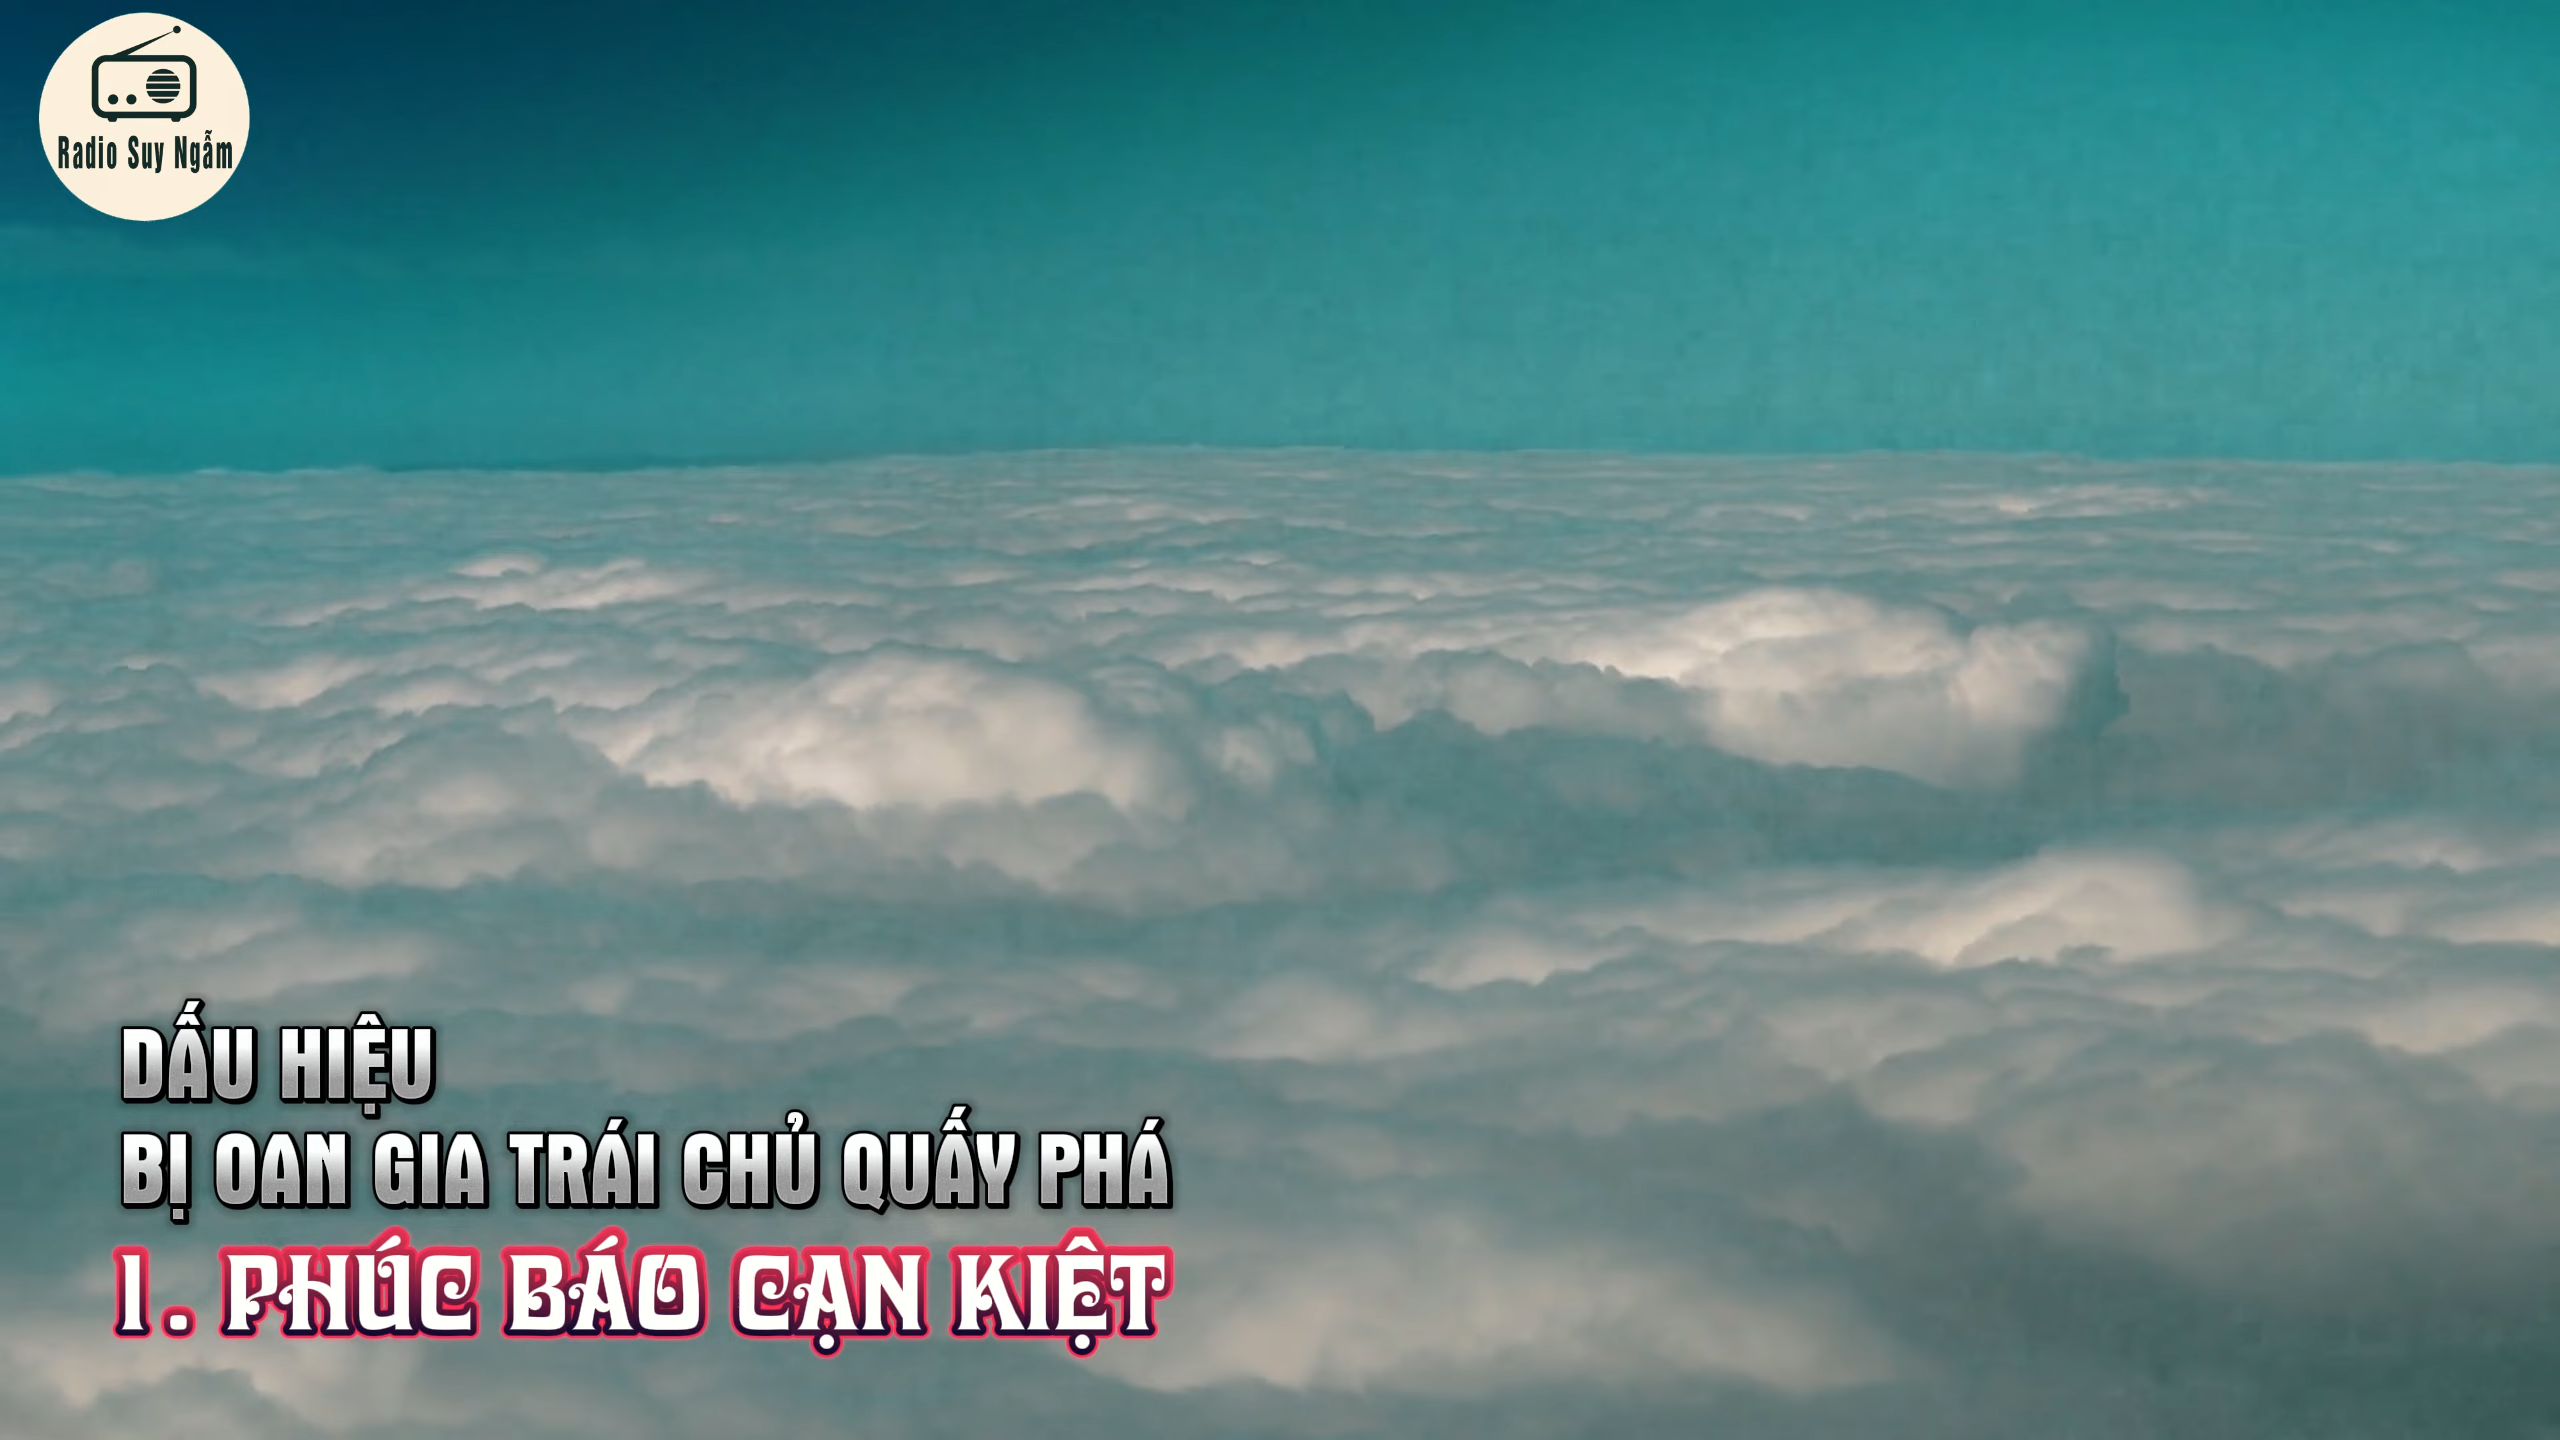 Radio Suy Ngẫm
DẤU HIỆU
BỊ OAN GIA TRÁI CHỦ QUẤY PHÁ
1. PHÚC BÁO CẠN KIỆT